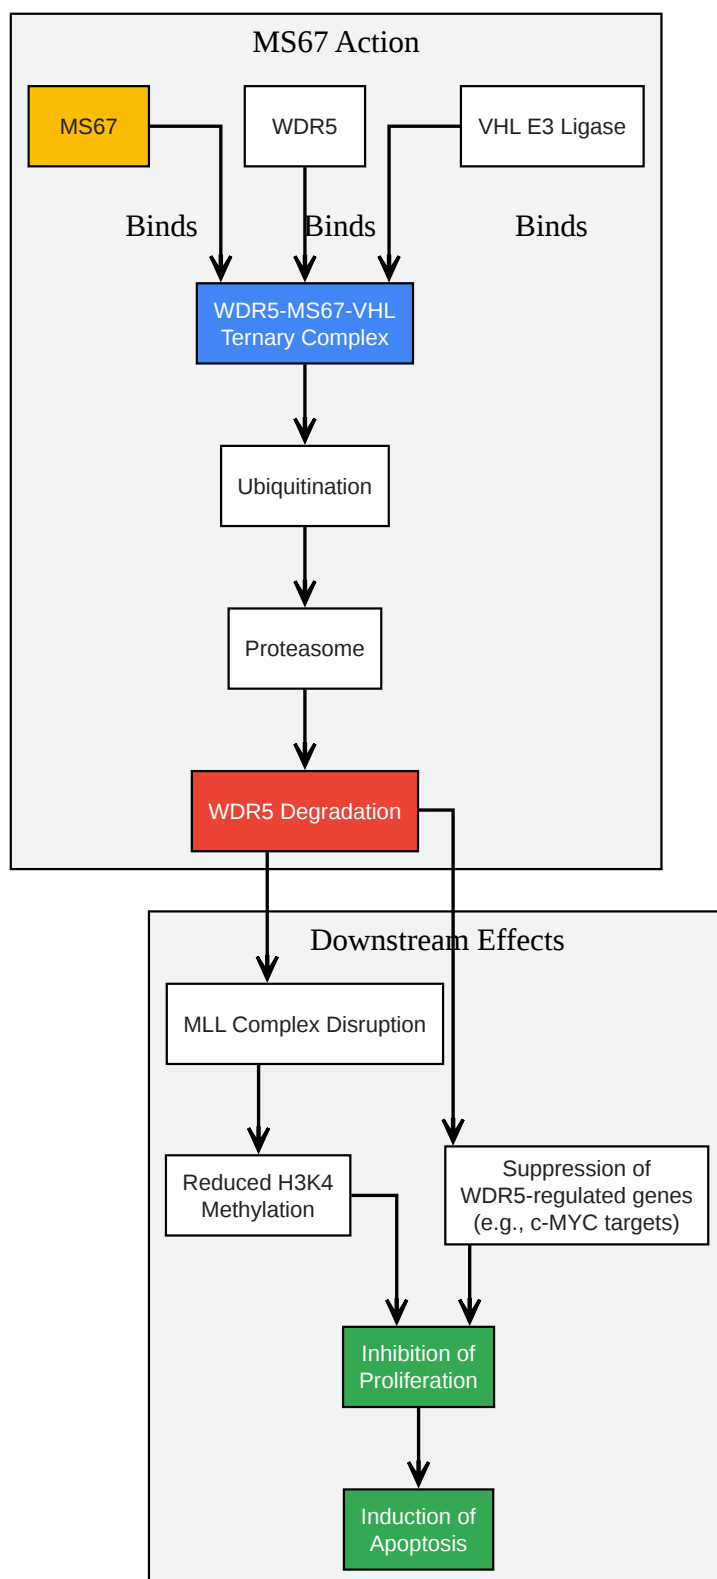 MS67 Action
MS67
WDR5
VHL E3 Ligase
Binds
Binds
Binds
WDR5-MS67-VHL
Ternary Complex
Ubiquitination
Proteasome
WDR5 Degradation
Downstream Effects
MLL Complex Disruption
Reduced H3K4
Methylation
Suppression of
WDR5-regulated genes
(e.g., c-MYC targets)
Inhibition of
Proliferation
Induction of
Apoptosis